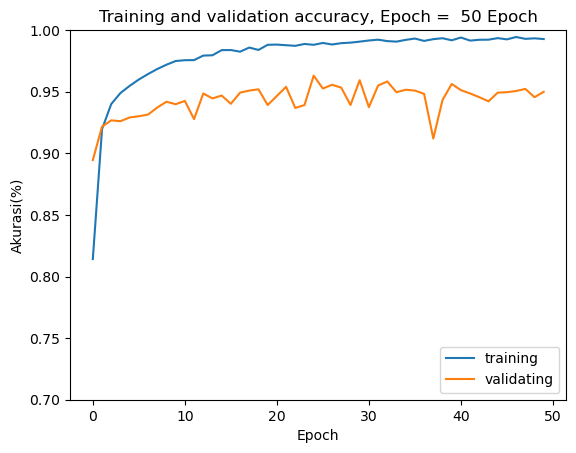 Training and validation accuracy, Epoch =  50 Epoch
1.00
0.95
0.90
0.85
0.80
0.75
0.70
Akurasi(%)
training
validating
0 10 20 30 40 50
Epoch